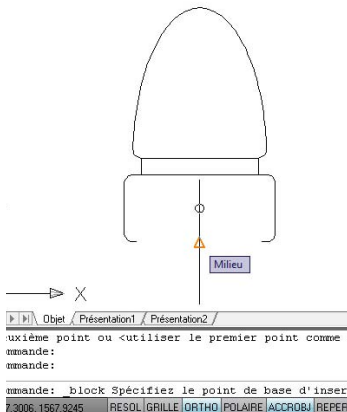 Milieu
X
Objet Présentation1 Présentation2
uxième point ou <utiliser le premier point comme
mmande:
mmande:
mmande: _block Spécifiez le point de base d'inser
7.3006, 1567.9245 RESOL GRILLE ORTHO POLAIRE ACCROBJ REPER